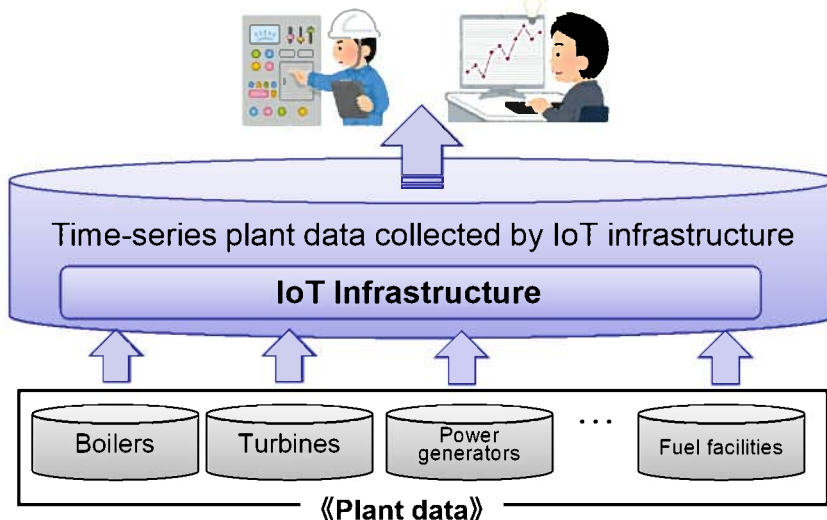 Time-series plant data collected by IoT infrastructure
IoT Infrastructure
Boilers
Turbines
Power
generators
...
Fuel facilities
《Plant data》